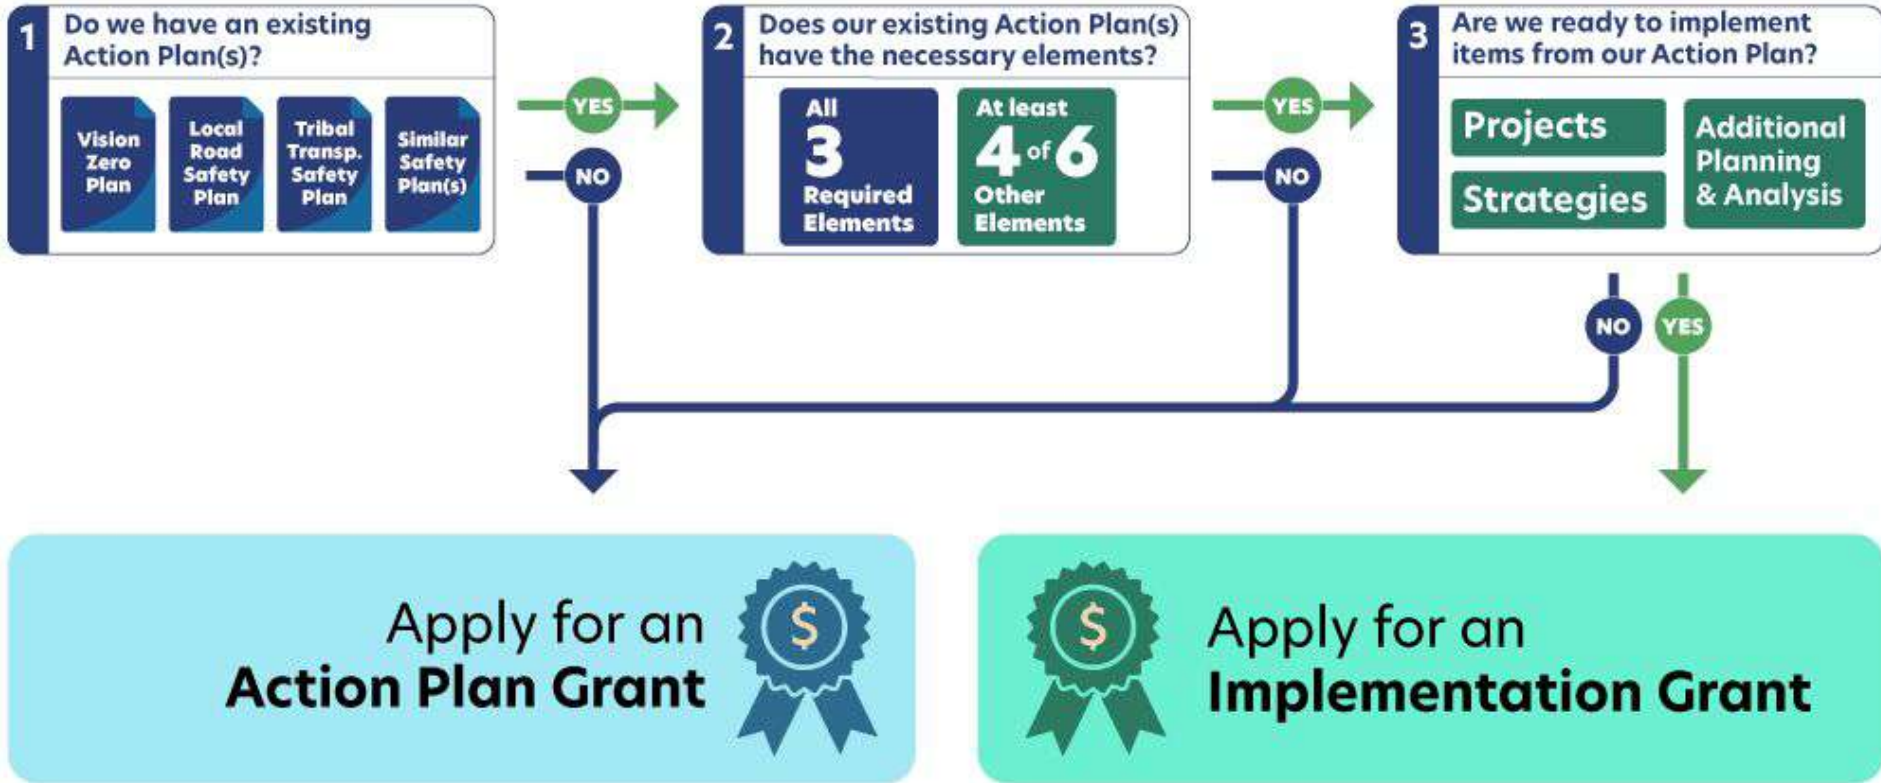 1
Do we have an existing
Action Plan(s)?
Vision
Zero
Plan
Local
Road
Safety
Plan
Tribal
Transp.
Safety
Plan
Similar
Safety
Plan(s)
YES
NO
2
Does our existing Action Plan(s)
have the necessary elements?
All
3
Required
Elements
At least
4 of 6
Other
Elements
YES
NO
3
Are we ready to implement
items from our Action Plan?
Projects
Strategies
Additional
Planning
& Analysis
NO
YES
Apply for an
Action Plan Grant
$
$
Apply for an
Implementation Grant